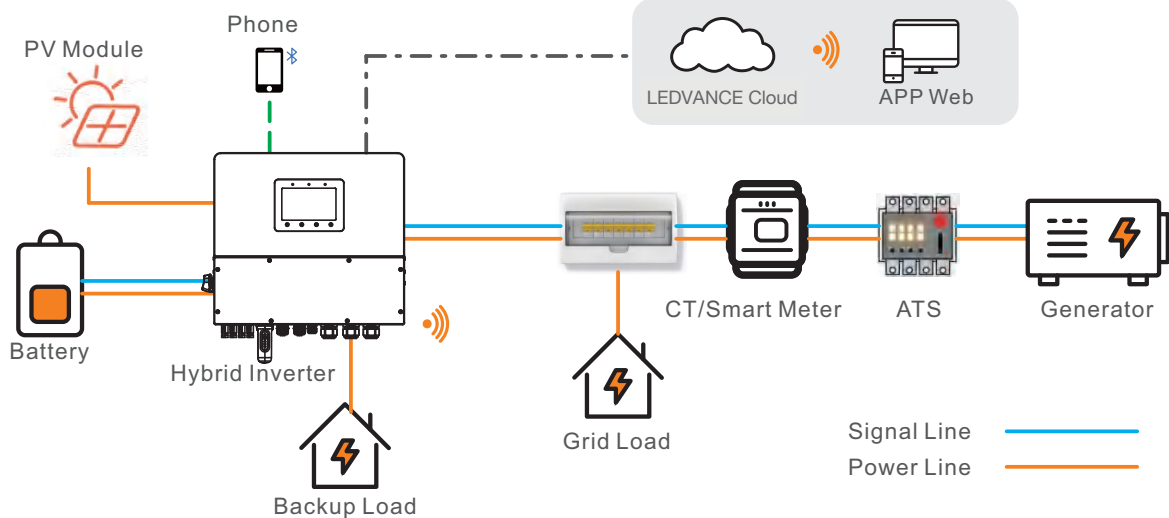 Phone
PV Module
LEDVANCE Cloud
APP Web
CT/Smart Meter
ATS
Generator
Battery
Hybrid Inverter
Grid Load
Signal Line
Power Line
Backup Load